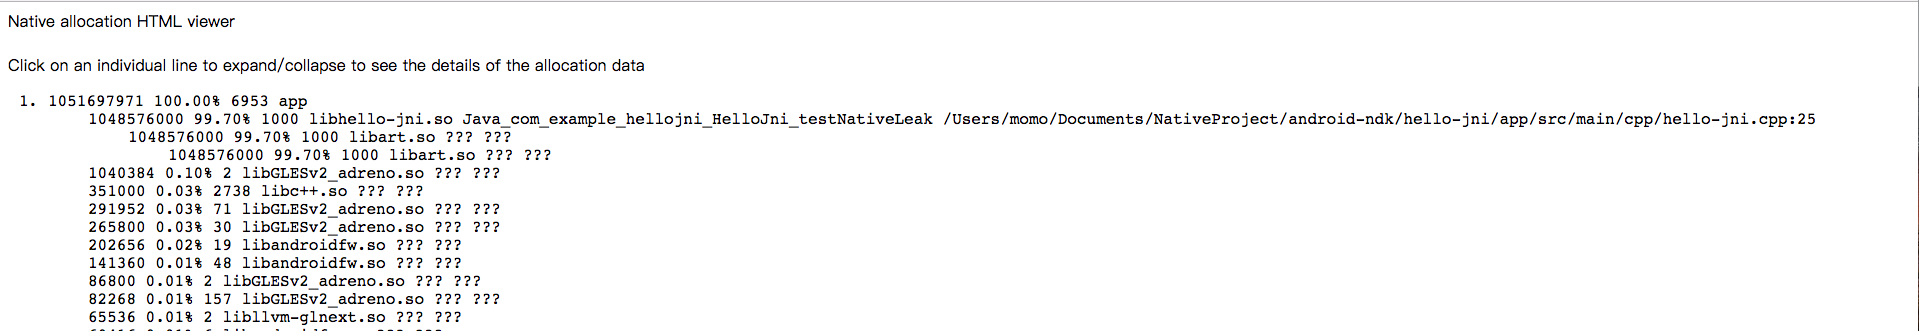 Native allocation HTML viewer
Click on an individual line to expand/collapse to see the details of the allocation data
1. 1051697971 100.00% 6953 app
1048576000 99.70% 1000 libhello-jni.so Java_com_example_hellojni_HelloJni_testNativeLeak /Users/momo/Documents/NativeProject/android-ndk/hello-jni/app/src/main/cpp/hello-jni.cpp:25
1048576000 99.70% 1000 libart.so ??? ???
1048576000 99.70% 1000 libart.so ??? ???
1040384 0.10% 2 libGLESv2_adreno.so ??? ???
351000 0.03% 2738 libc++.so ??? ???
291952 0.03% 71 libGLESv2_adreno.so ??? ???
265800 0.03% 30 libGLESv2_adreno.so ??? ???
202656 0.02% 19 libandroidfw.so ??? ???
141360 0.01% 48 libandroidfw.so ??? ???
86800 0.01% 2 libGLESv2_adreno.so ??? ???
82268 0.01% 157 libGLESv2_adreno.so ??? ???
65536 0.01% 2 libllvm-glnext.so ??? ???